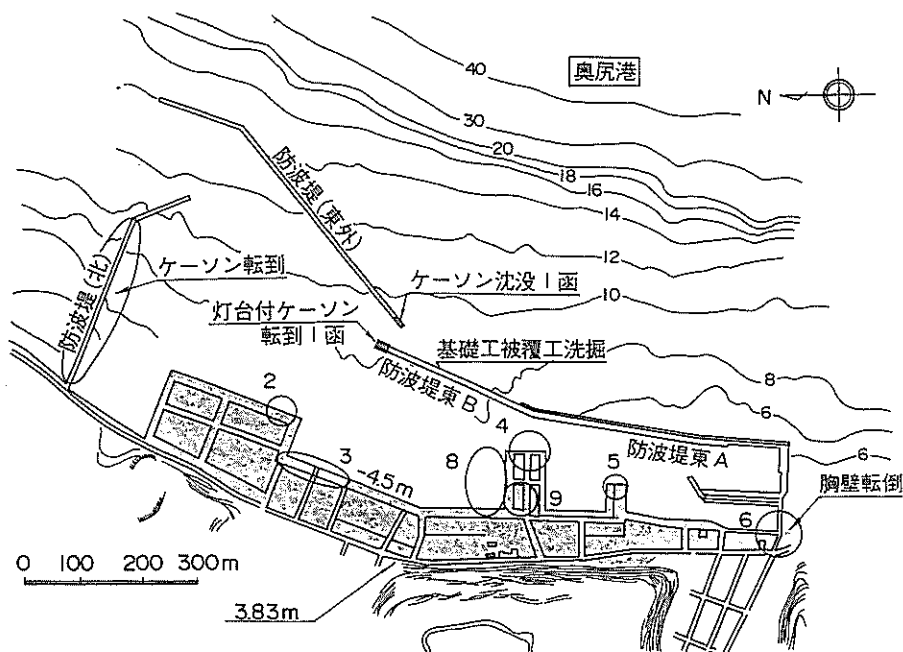 奥尻港
N
40
30
20
18
16
14
12
10
8
6
6
防波堤(東外)
防波堤(北)
ケーソン転到
ケーソン沈没1函
灯台付ケーソン
転到1函
基礎工被覆工洗掘
防波堤東B
防波堤東A
胸壁転倒
2
3
-4.5m
4
5
6
8
9
0 100 200 300m
3.83m